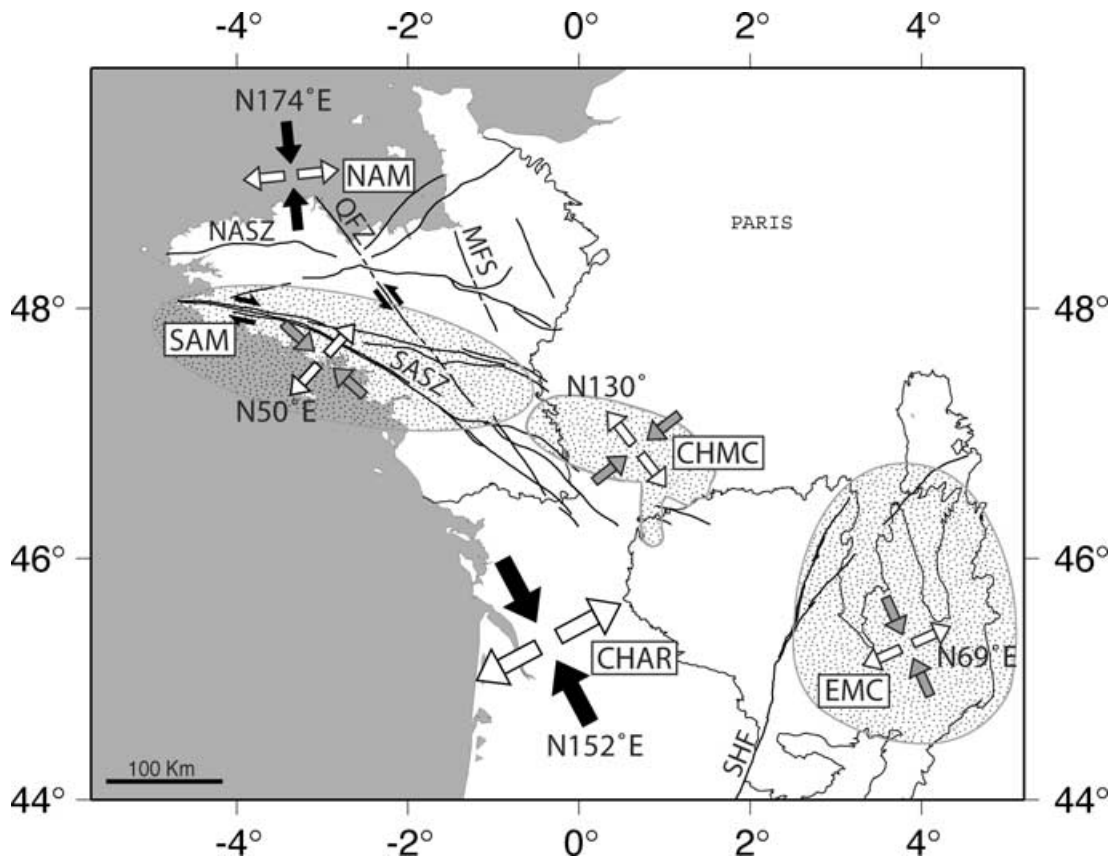 -4° -2° 0° 2° 4°
N174°E
NAM
QFZ
PARIS
NASZ
MFS
48° 48°
SAM
SASZ
N130°
N50°E
CHMC
46° 46°
CHAR
N69°E
EMC
N152°E
SHF
100 Km
44° 44°
-4° -2° 0° 2° 4°